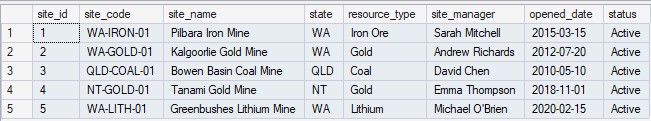 site_id site_code site_name state resource_type site_manager opened_date status
1 1 WA-IRON-01 Pilbara Iron Mine WA Iron Ore Sarah Mitchell 2015-03-15 Active
2 2 WA-GOLD-01 Kalgoorlie Gold Mine WA Gold Andrew Richards 2012-07-20 Active
3 3 QLD-COAL-01 Bowen Basin Coal Mine QLD Coal David Chen 2010-05-10 Active
4 4 NT-GOLD-01 Tanami Gold Mine NT Gold Emma Thompson 2018-11-01 Active
5 5 WA-LITH-01 Greenbushes Lithium Mine WA Lithium Michael O'Brien 2020-02-15 Active